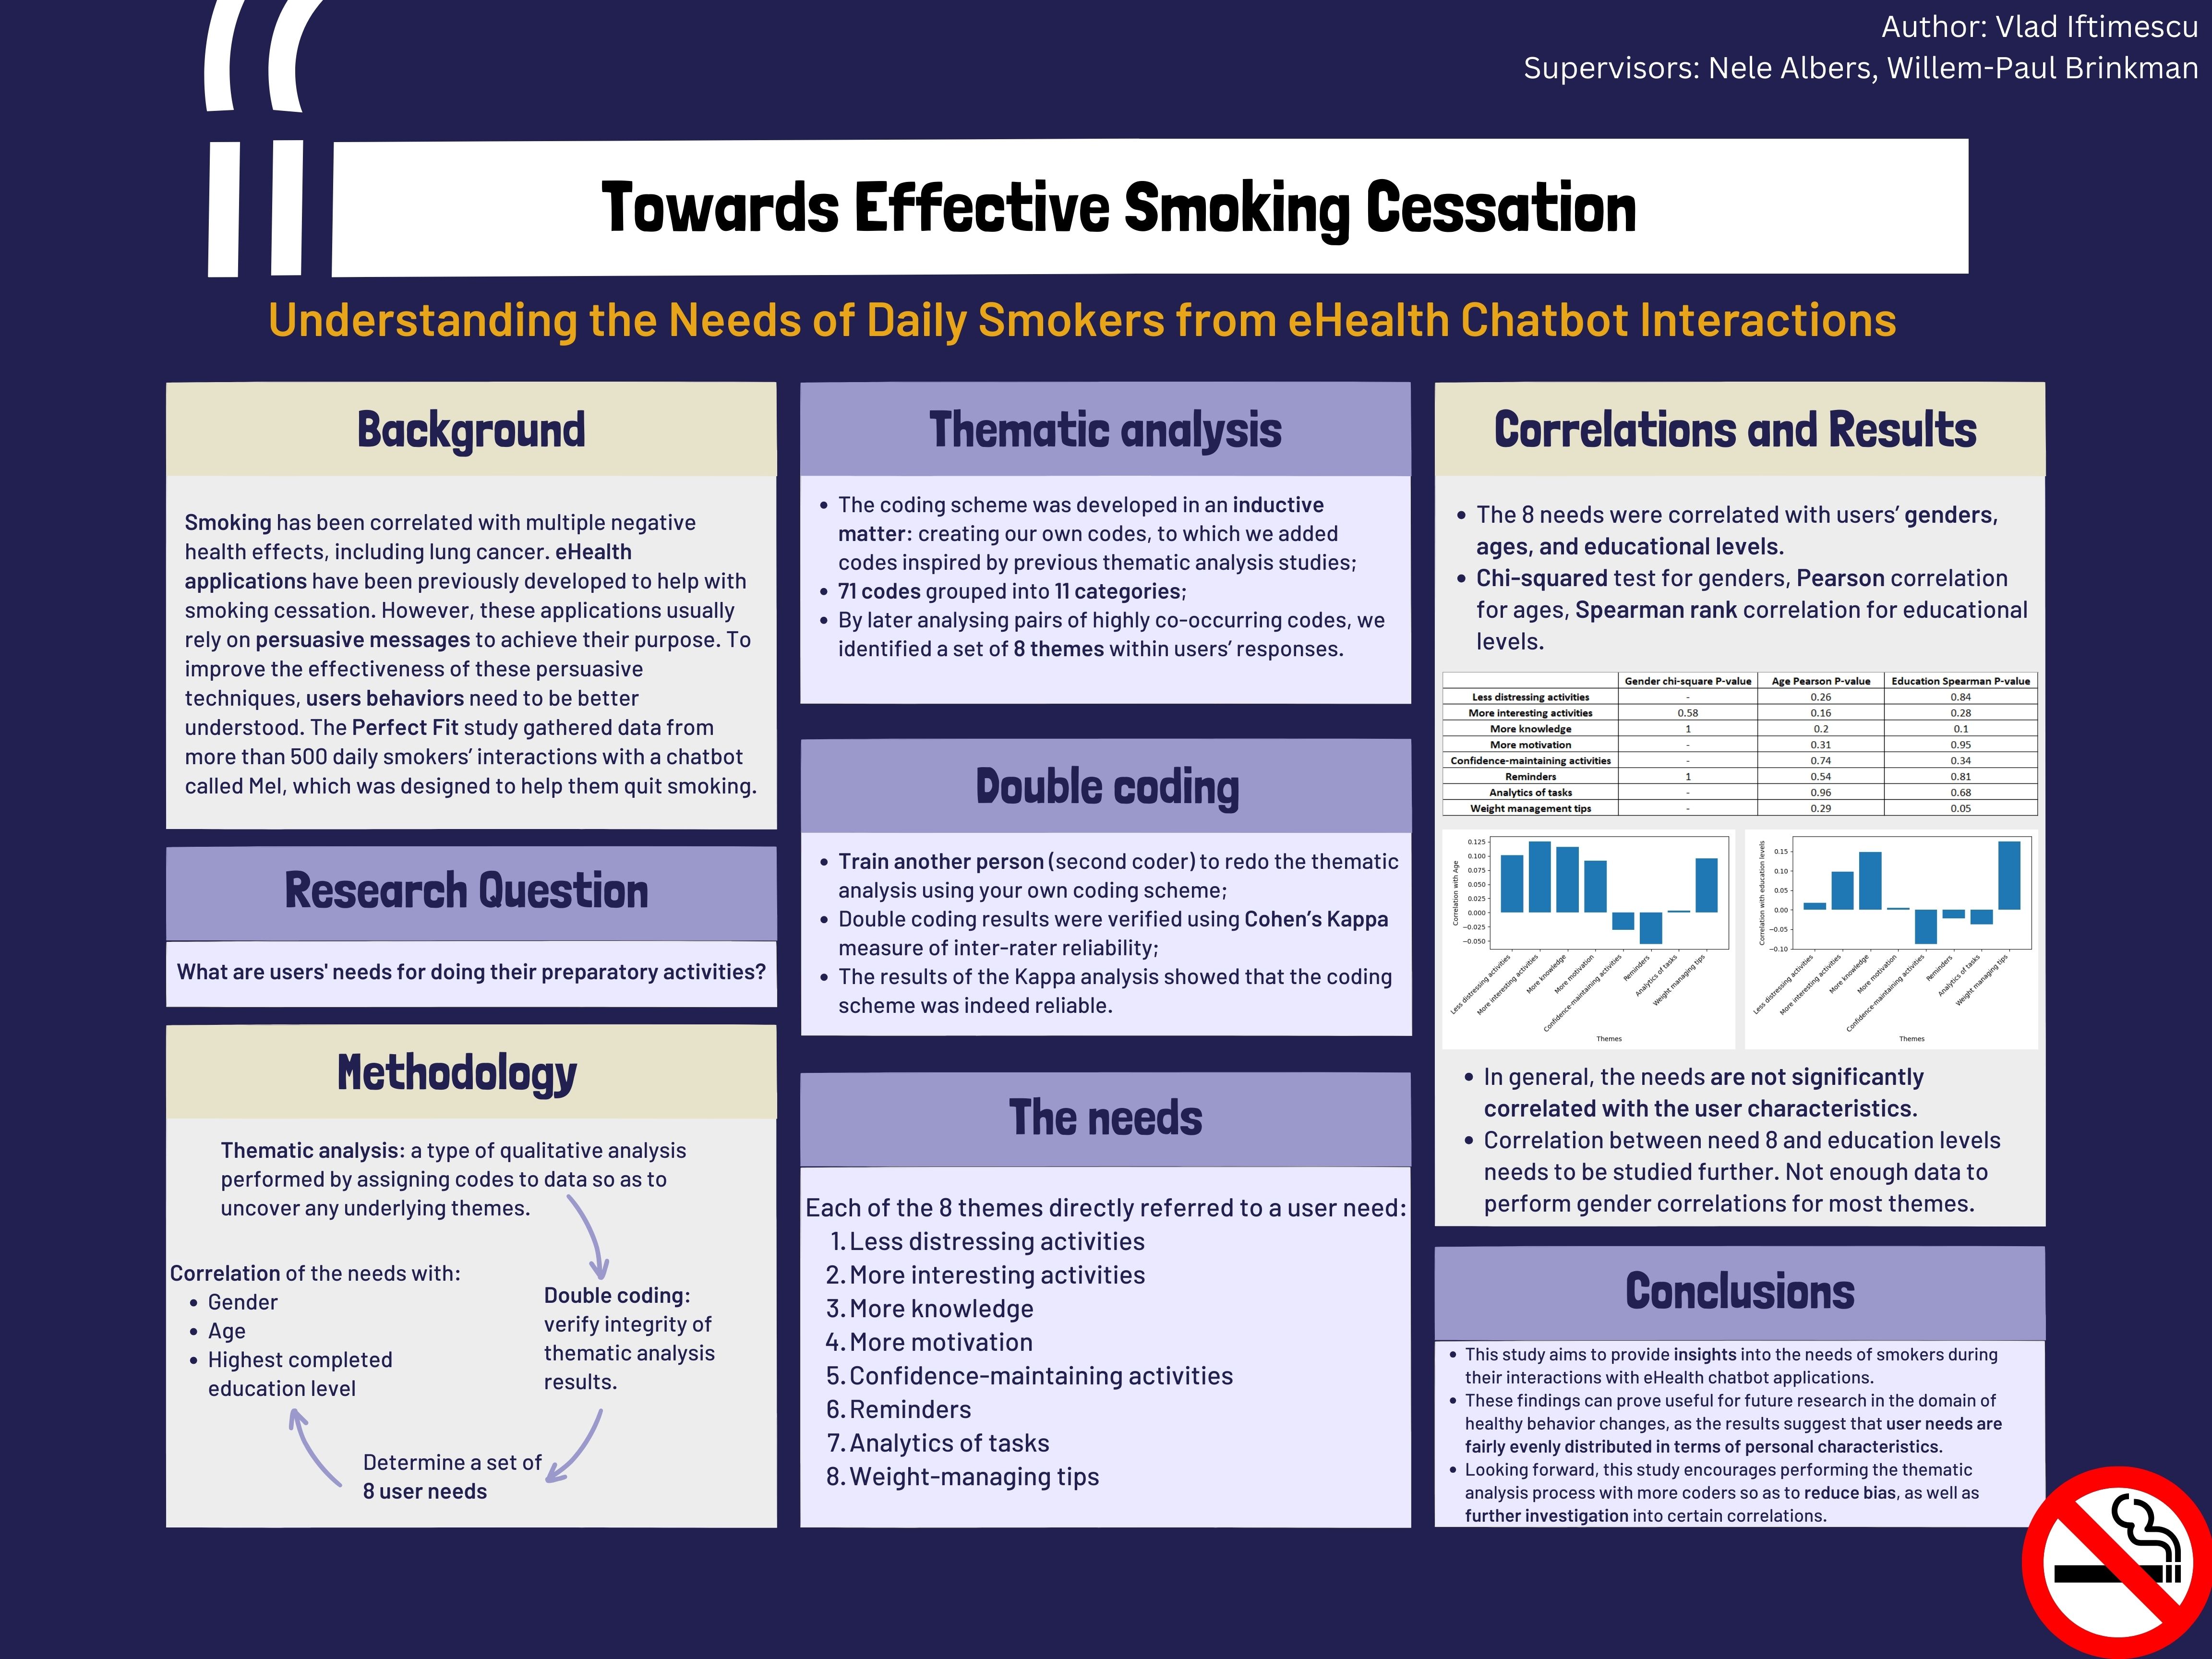 Author: Vlad Iftimescu
Supervisors: Nele Albers, Willem-Paul Brinkman
Towards Effective Smoking Cessation
Understanding the Needs of Daily Smokers from eHealth Chatbot Interactions
Background
Smoking has been correlated with multiple negative
health effects, including lung cancer. eHealth
applications have been previously developed to help with
smoking cessation. However, these applications usually
rely on persuasive messages to achieve their purpose. To
improve the effectiveness of these persuasive
techniques, users behaviors need to be better
understood. The Perfect Fit study gathered data from
more than 500 daily smokers’ interactions with a chatbot
called Mel, which was designed to help them quit smoking.
Research Question
What are users' needs for doing their preparatory activities?
Methodology
Thematic analysis: a type of qualitative analysis
performed by assigning codes to data so as to
uncover any underlying themes.
Double coding:
verify integrity of
thematic analysis
results.
Determine a set of
8 user needs
Correlation of the needs with:
• Gender
• Age
• Highest completed
education level
Thematic analysis
• The coding scheme was developed in an inductive
matter: creating our own codes, to which we added
codes inspired by previous thematic analysis studies;
• 71 codes grouped into 11 categories;
• By later analysing pairs of highly co-occurring codes, we
identified a set of 8 themes within users’ responses.
Double coding
• Train another person (second coder) to redo the thematic
analysis using your own coding scheme;
• Double coding results were verified using Cohen’s Kappa
measure of inter-rater reliability;
• The results of the Kappa analysis showed that the coding
scheme was indeed reliable.
The needs
Each of the 8 themes directly referred to a user need:
1. Less distressing activities
2. More interesting activities
3. More knowledge
4. More motivation
5. Confidence-maintaining activities
6. Reminders
7. Analytics of tasks
8. Weight-managing tips
Correlations and Results
• The 8 needs were correlated with users’ genders,
ages, and educational levels.
• Chi-squared test for genders, Pearson correlation
for ages, Spearman rank correlation for educational
levels.
Gender chi-square P-value Age Pearson P-value Education Spearman P-value
Less distressing activities - 0.26 0.84
More interesting activities 0.58 0.16 0.28
More knowledge 1 0.2 0.1
More motivation - 0.31 0.95
Confidence-maintaining activities - 0.74 0.34
Reminders 1 0.54 0.81
Analytics of tasks - 0.96 0.68
Weight management tips - 0.29 0.05
Correlation with Age
0.125
0.100
0.075
0.050
0.025
0.000
−0.025
−0.050
Less distressing activities
More interesting activities
More knowledge
More motivation
Confidence-maintaining activities
Reminders
Analytics of tasks
Weight managing tips
Themes
Correlation with education levels
0.15
0.10
0.05
0.00
−0.05
−0.10
Less distressing activities
More interesting activities
More knowledge
More motivation
Confidence-maintaining activities
Reminders
Analytics of tasks
Weight managing tips
Themes
• In general, the needs are not significantly
correlated with the user characteristics.
• Correlation between need 8 and education levels
needs to be studied further. Not enough data to
perform gender correlations for most themes.
Conclusions
• This study aims to provide insights into the needs of smokers during
their interactions with eHealth chatbot applications.
• These findings can prove useful for future research in the domain of
healthy behavior changes, as the results suggest that user needs are
fairly evenly distributed in terms of personal characteristics.
• Looking forward, this study encourages performing the thematic
analysis process with more coders so as to reduce bias, as well as
further investigation into certain correlations.